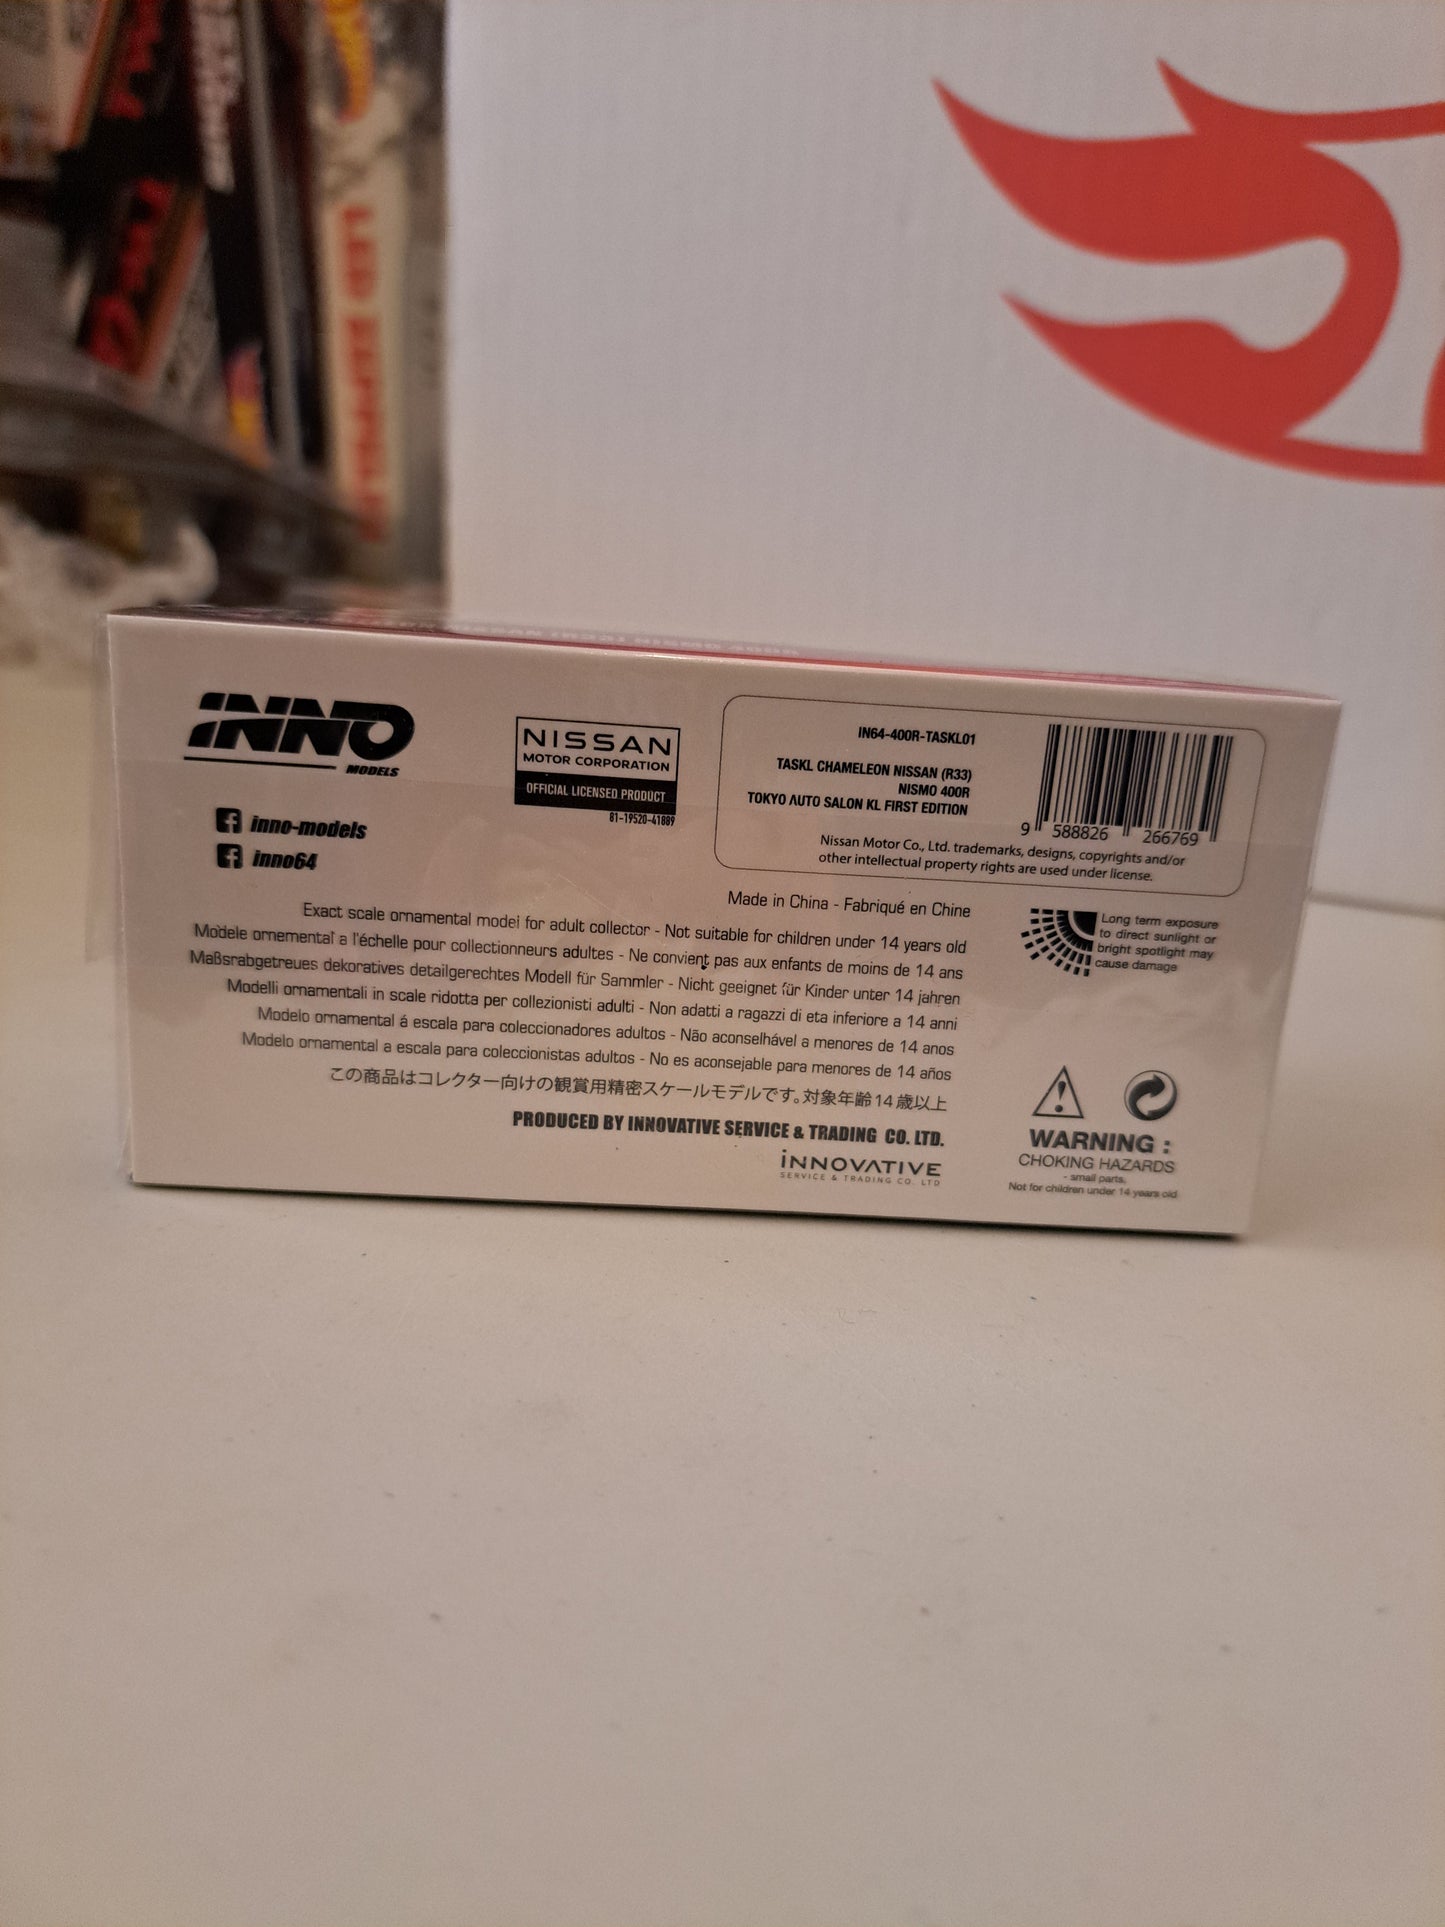 INNO
MODELS
inno-models
inno64
NISSAN
MOTOR CORPORATION
OFFICIAL LICENSED PRODUCT
81-19520-41889
IN64-400R-TASKL01
TASKL CHAMELEON NISSAN (R33)
NISMO 400R
TOKYO AUTO SALON KL FIRST EDITION
9 588826 266769
Nissan Motor Co., Ltd. trademarks, designs, copyrights and/or
other intellectual property rights are used under license.
Made in China - Fabriqué en Chine
Exact scale ornamental model for adult collector - Not suitable for children under 14 years old
Modele ornemental a l'échelle pour collectionneurs adultes - Ne convient pas aux enfants de moins de 14 ans
Maßsrabgetreues dekoratives detailgerechtes Modell für Sammler - Nicht geeignet für Kinder unter 14 jahren
Modelli ornamentali in scale ridotta per collezionisti adulti - Non adatti a ragazzi di eta inferiore a 14 anni
Modelo ornamental á escala para coleccionadores adultos - Não aconselhável a menores de 14 anos
Modelo ornamental a escala para coleccionistas adultos - No es aconsejable para menores de 14 años
この商品はコレクター向けの観賞用精密スケールモデルです。対象年齢14歳以上
PRODUCED BY INNOVATIVE SERVICE & TRADING CO. LTD.
INNOVATIVE
SERVICE & TRADING CO. LTD
Long term exposure
to direct sunlight or
bright spotlight may
cause damage
WARNING :
CHOKING HAZARDS
- small parts.
Not for children under 14 years old